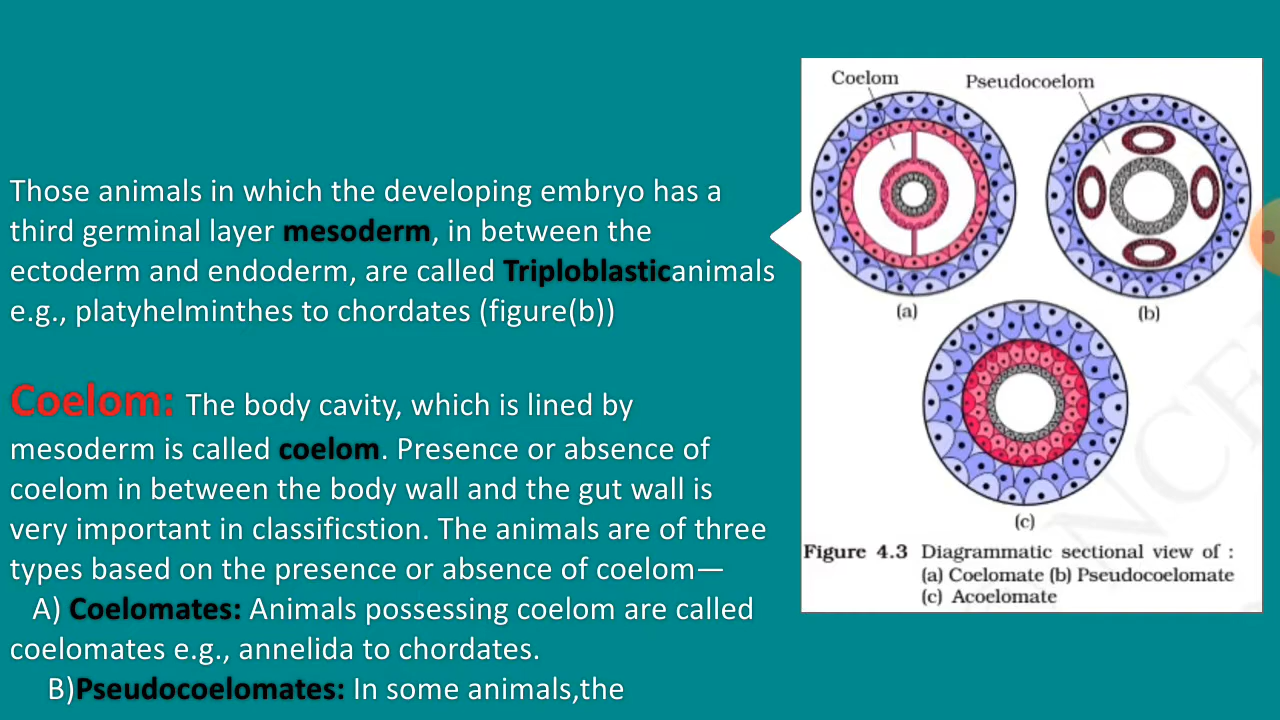 Those animals in which the developing embryo has a
third germinal layer mesoderm, in between the
ectoderm and endoderm, are called Triploblasticanimals
e.g., platyhelminthes to chordates (figure(b))
Coelom: The body cavity, which is lined by
mesoderm is called coelom. Presence or absence of
coelom in between the body wall and the gut wall is
very important in classificstion. The animals are of three
types based on the presence or absence of coelom—
A) Coelomates: Animals possessing coelom are called
coelomates e.g., annelida to chordates.
B)Pseudocoelomates: In some animals,the
Coelom
Pseudocoelom
(a)
(b)
(c)
Figure 4.3 Diagrammatic sectional view of :
(a) Coelomate (b) Pseudocoelomate
(c) Acoelomate